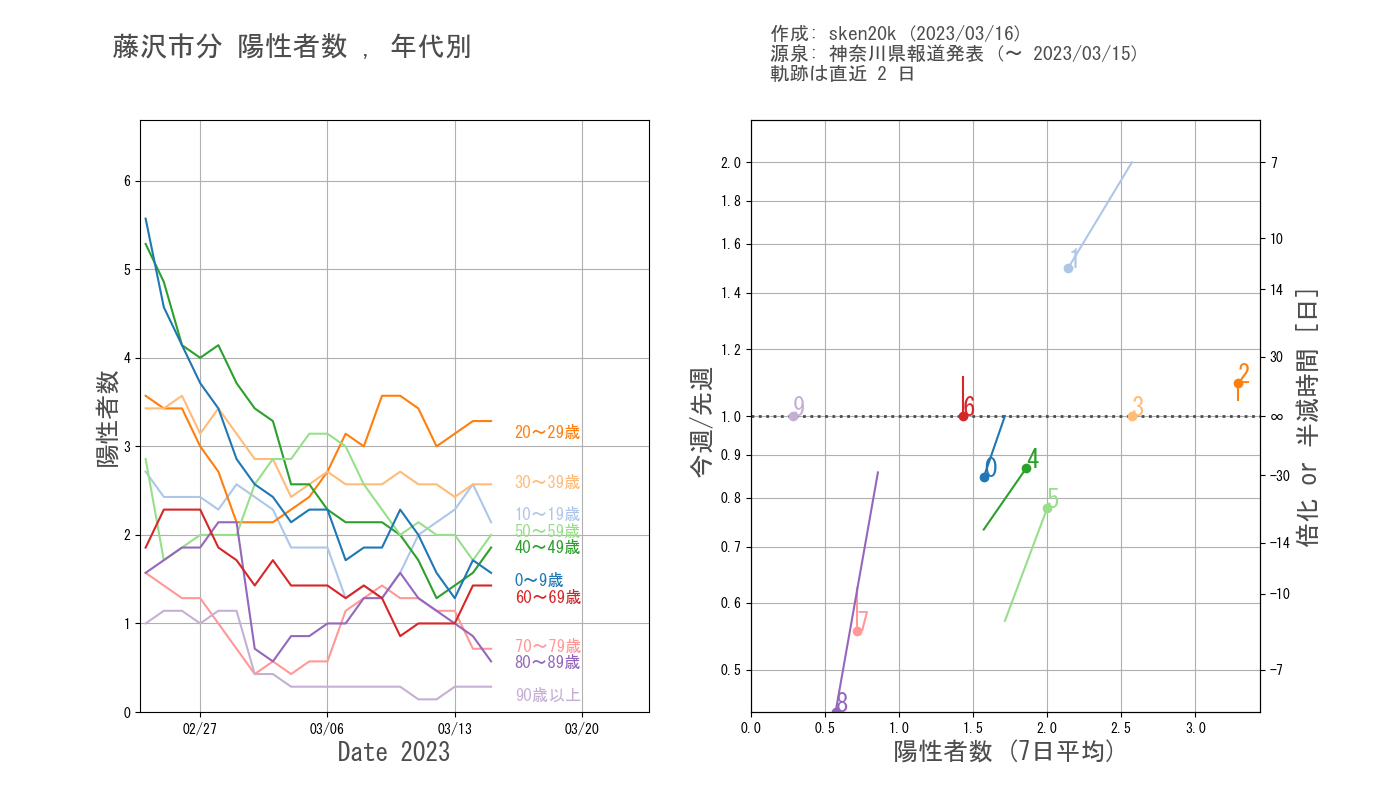 藤沢市分 陽性者数 , 年代別
作成: sken20k (2023/03/16)
源泉: 神奈川県報道発表 (～ 2023/03/15)
軌跡は直近 2 日
陽性者数
6
5
4
3
2
1
0
02/27
03/06
03/13
03/20
Date 2023
20～29歳
30～39歳
10～19歳
50～59歳
40～49歳
0～9歳
60～69歳
70～79歳
80～89歳
90歳以上
今週/先週
2.0
1.8
1.6
1.4
1.2
1.0
0.9
0.8
0.7
0.6
0.5
0.0
0.5
1.0
1.5
2.0
2.5
3.0
陽性者数 (7日平均)
1
2
9
6
3
0
4
5
7
8
7
10
14
30
∞
-30
-14
-10
-7
倍化 or 半減時間 [日]